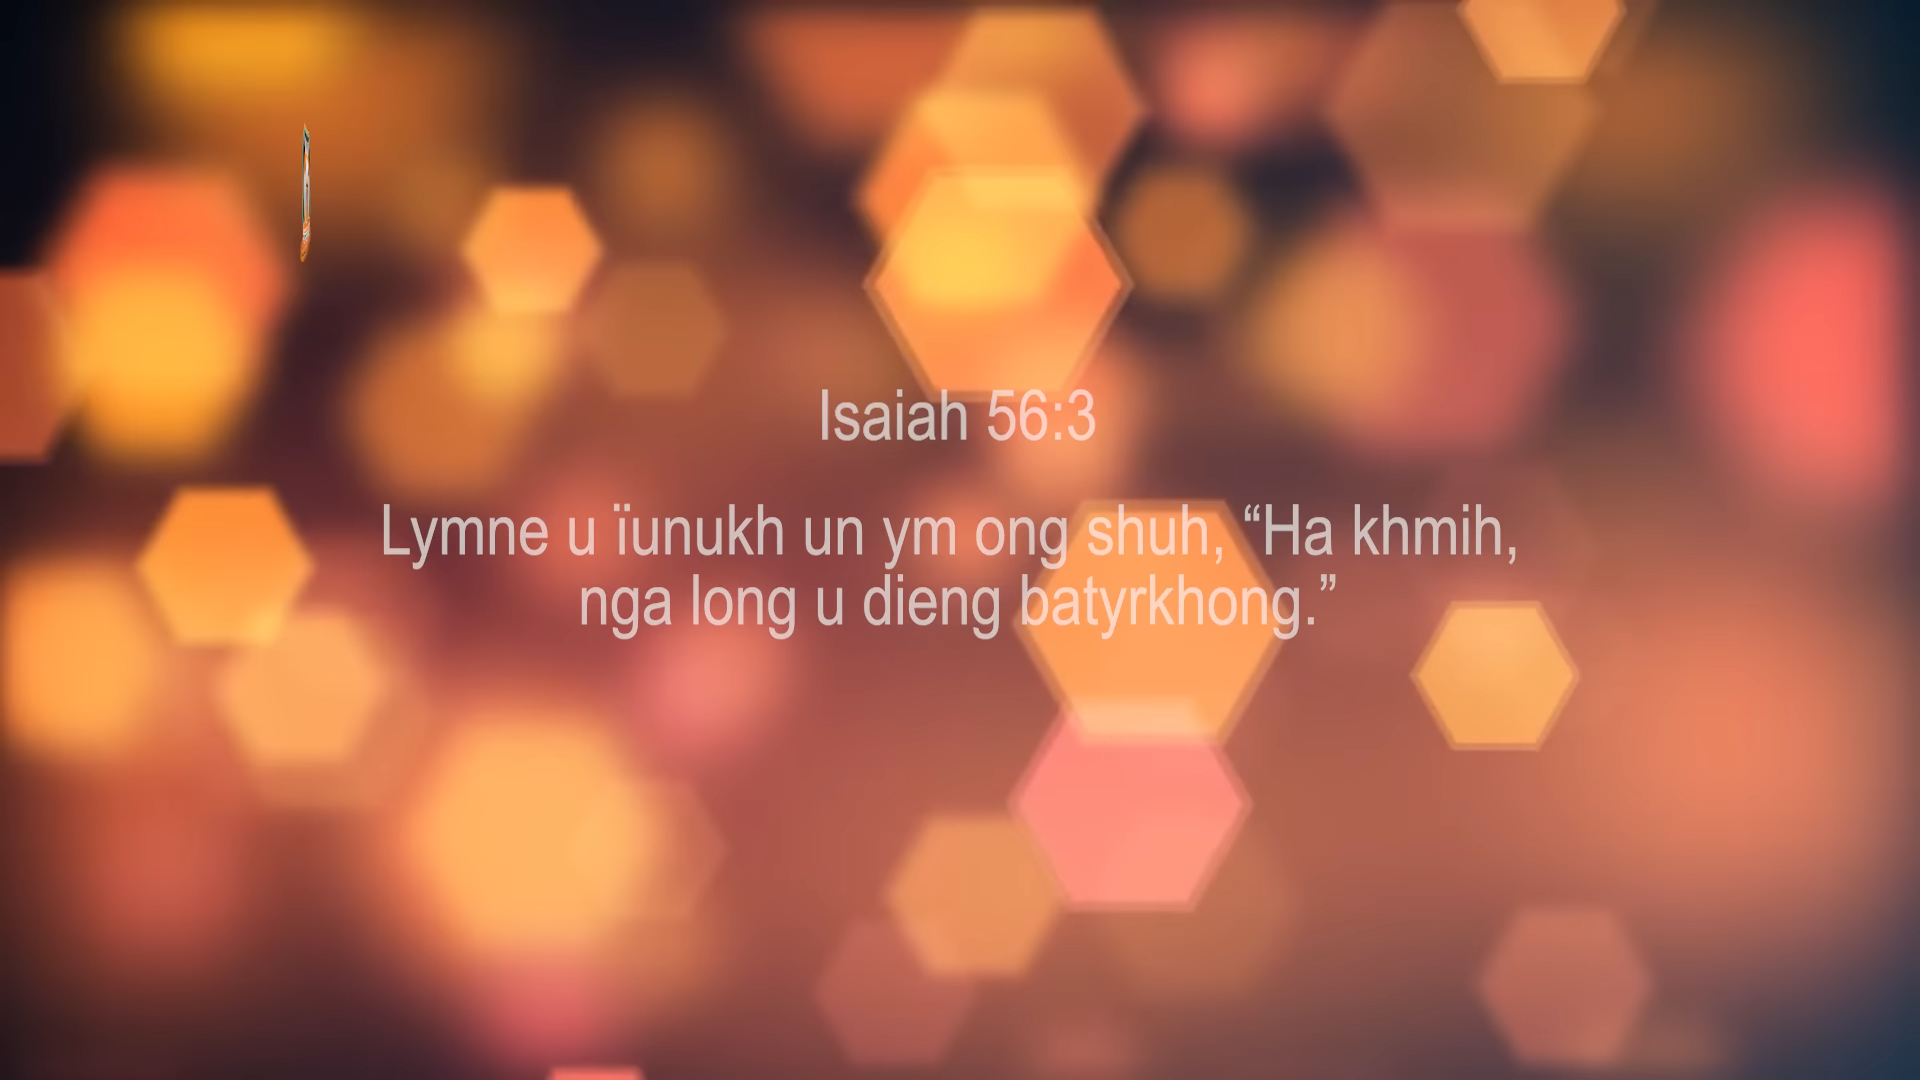 Isaiah 56:3
Lymne u ïunukh un ym ong shuh, “Ha khmih,
nga long u dieng batyrkhong.”